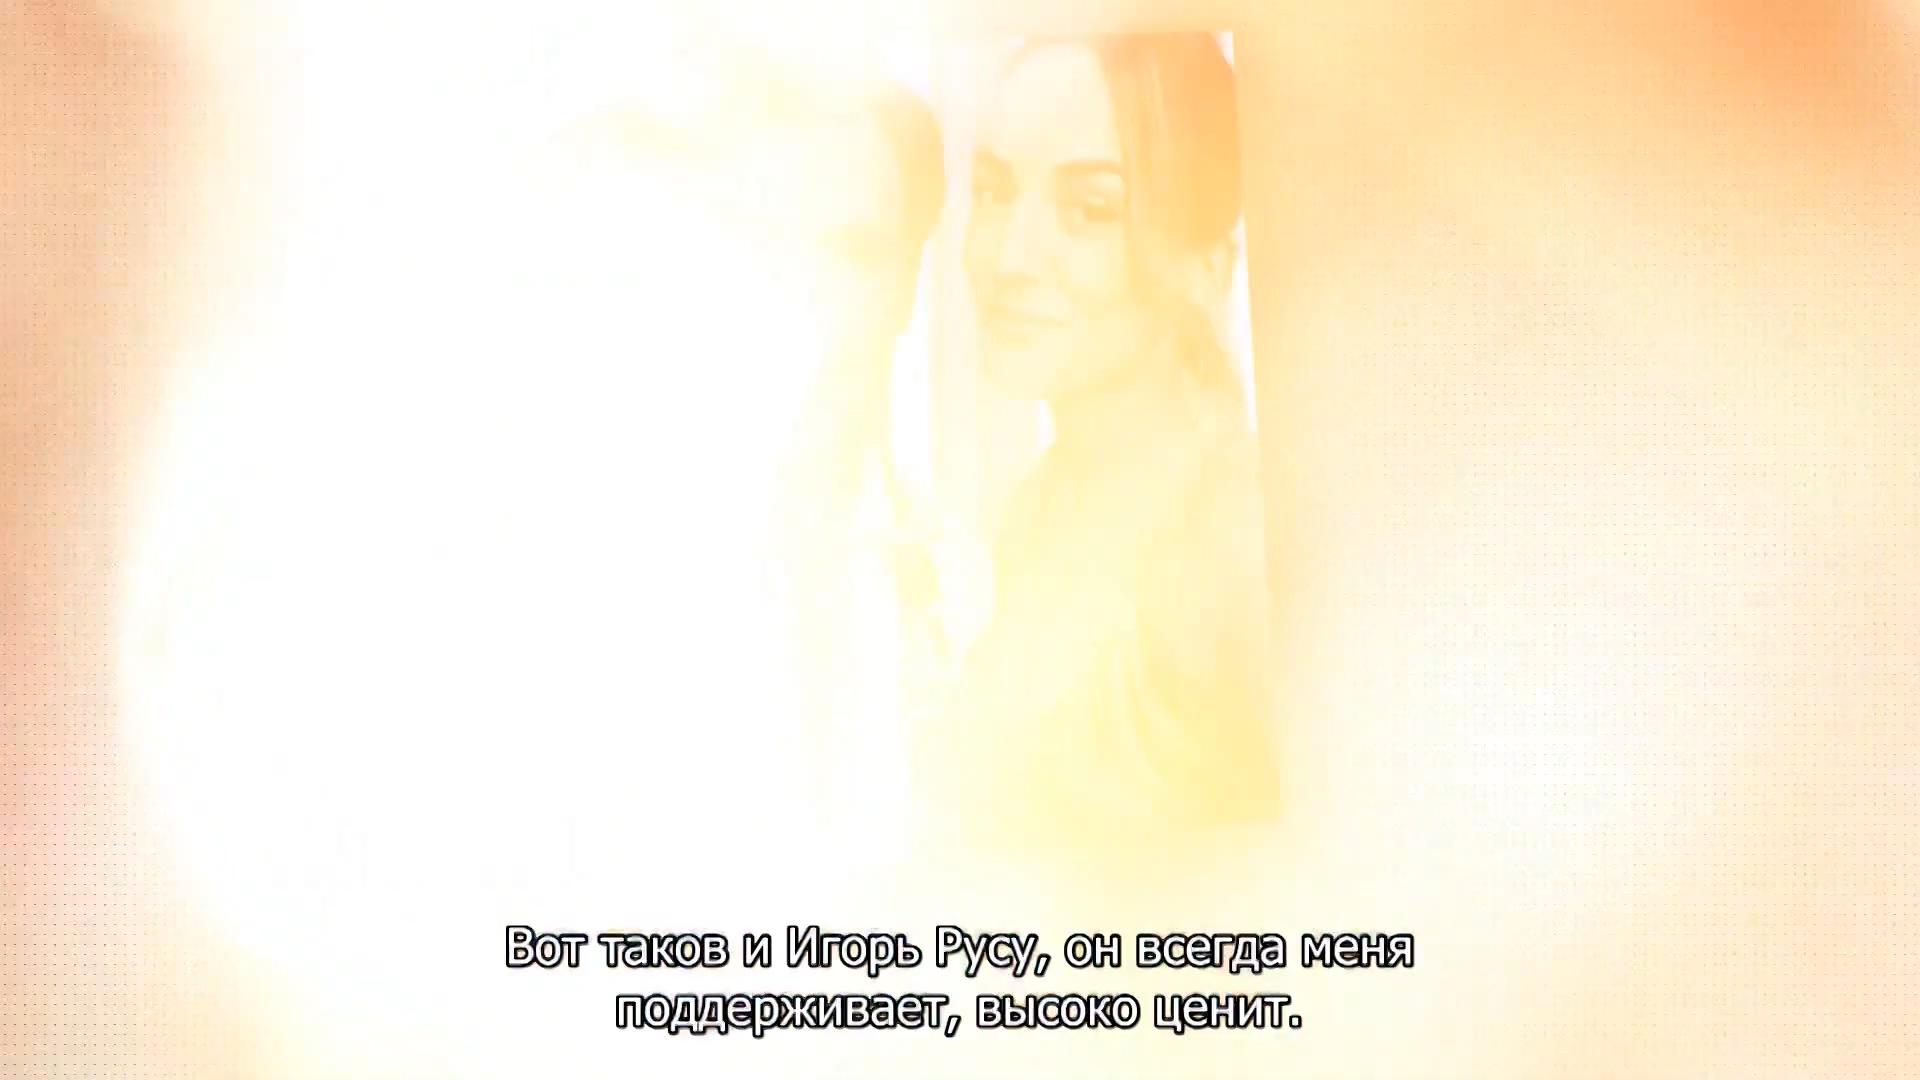 Вот таков и Игорь Русу, он всегда меня
поддерживает, высоко ценит.